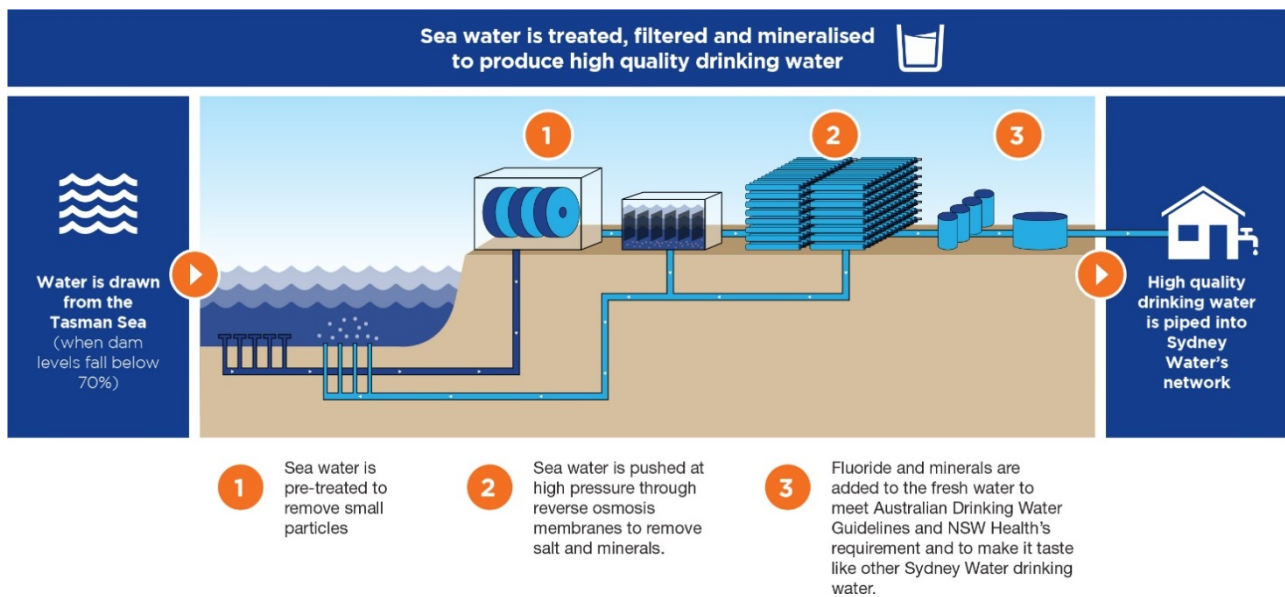 Sea water is treated, filtered and mineralised
to produce high quality drinking water
Water is drawn
from the
Tasman Sea
(when dam
levels fall below
70%)
1
2
3
High quality
drinking water
is piped into
Sydney
Water's
network
1
Sea water is
pre-treated to
remove small
particles
2
Sea water is pushed at
high pressure through
reverse osmosis
membranes to remove
salt and minerals.
3
Fluoride and minerals are
added to the fresh water to
meet Australian Drinking Water
Guidelines and NSW Health's
requirement and to make it taste
like other Sydney Water drinking
water.